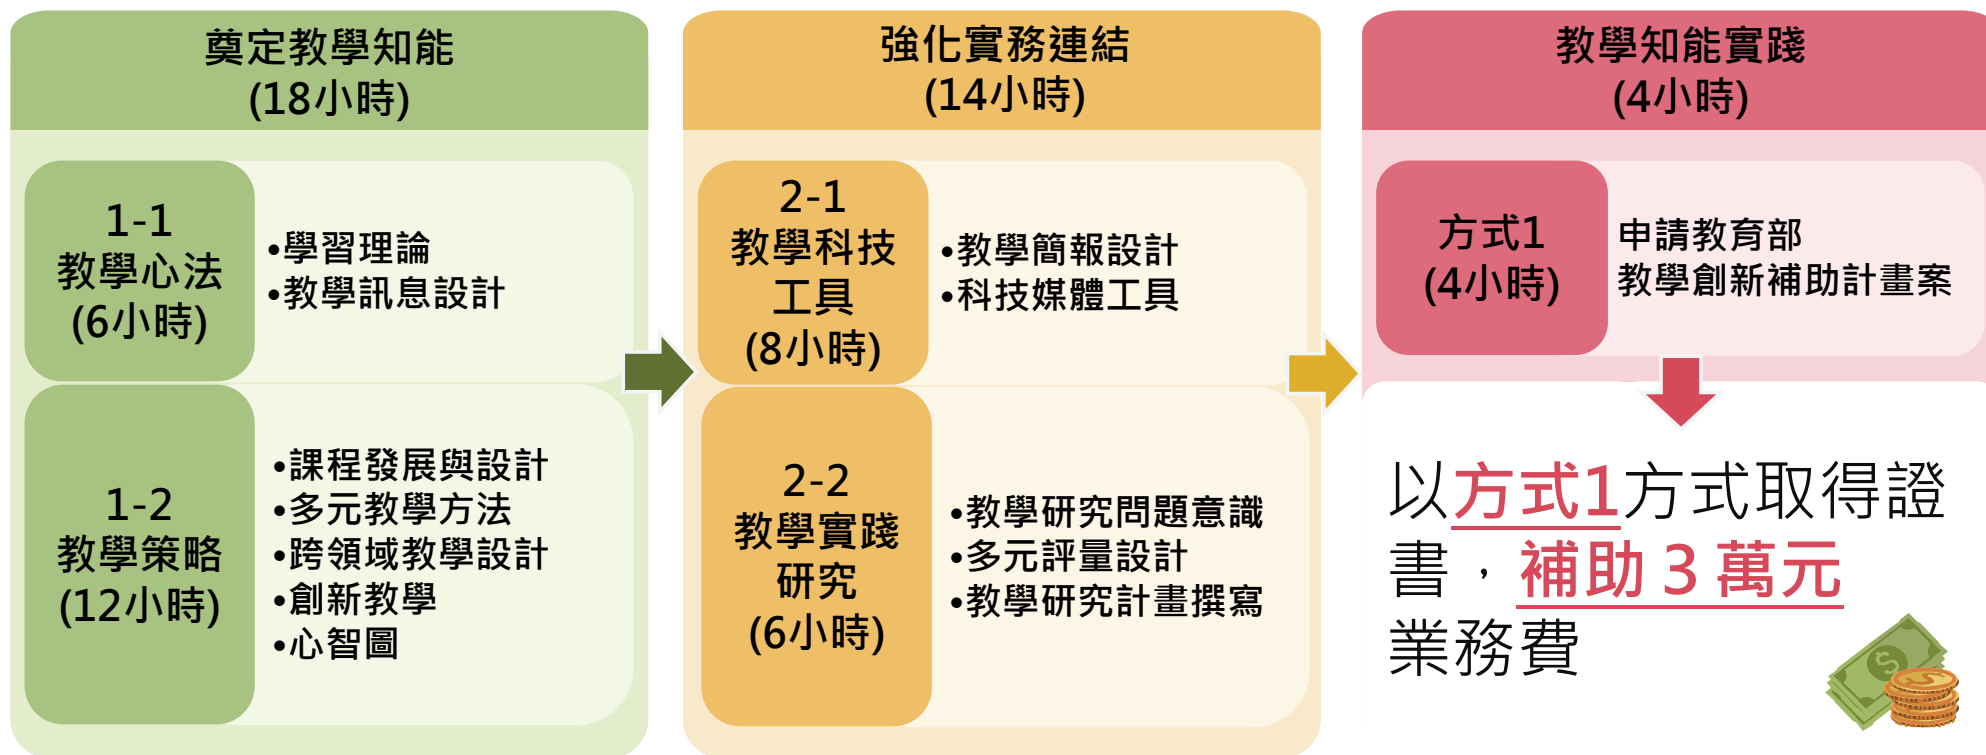 奠定教學知能
(18小時)
1-1
教學心法
(6小時)
•學習理論
•教學訊息設計
1-2
教學策略
(12小時)
•課程發展與設計
•多元教學方法
•跨領域教學設計
•創新教學
•心智圖
強化實務連結
(14小時)
2-1
教學科技
工具
(8小時)
•教學簡報設計
•科技媒體工具
2-2
教學實踐
研究
(6小時)
•教學研究問題意識
•多元評量設計
•教學研究計畫撰寫
教學知能實踐
(4小時)
方式1
(4小時)
申請教育部
教學創新補助計畫案
以方式1方式取得證
書，補助３萬元
業務費